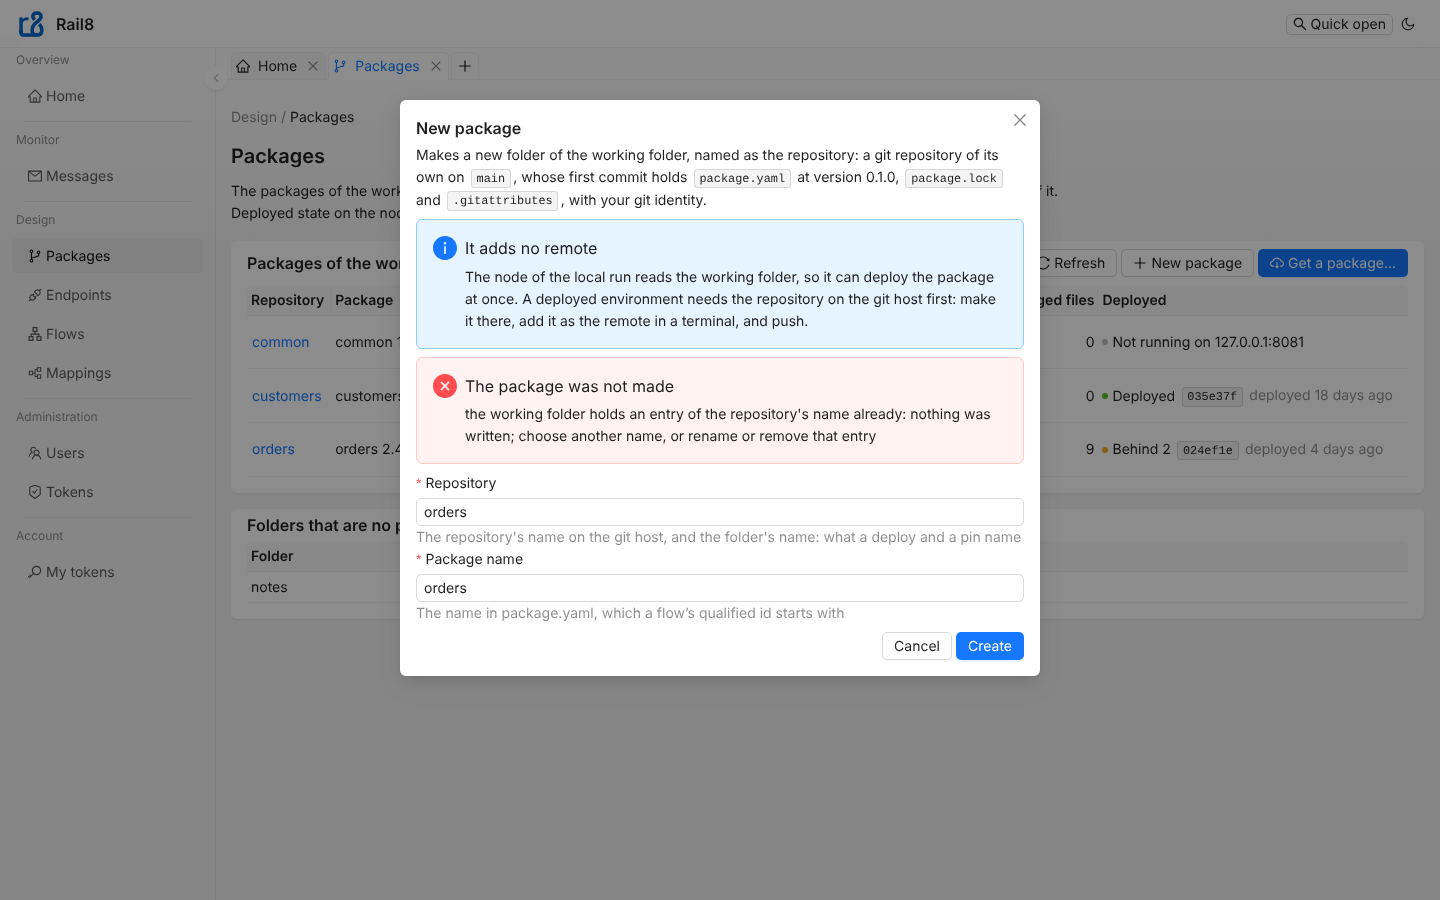 Rail8
Quick open
Overview
Home
Monitor
Messages
Design
Packages
Endpoints
Flows
Mappings
Administration
Users
Tokens
Account
My tokens
Home
Packages
Design / Packages
Packages
The packages of the work
it.
Deployed state on the nod
Packages of the wor
Refresh
New package
Get a package...
Repository Package
ged files Deployed
common common 1
0 Not running on 127.0.0.1:8081
customers customers
0 Deployed 035e37f deployed 18 days ago
orders orders 2.4
9 Behind 2 024ef1e deployed 4 days ago
Folders that are no p
Folder
notes
New package
Makes a new folder of the working folder, named as the repository: a git repository of its
own on main, whose first commit holds package.yaml at version 0.1.0, package.lock
and .gitattributes, with your git identity.
It adds no remote
The node of the local run reads the working folder, so it can deploy the package
at once. A deployed environment needs the repository on the git host first: make
it there, add it as the remote in a terminal, and push.
The package was not made
the working folder holds an entry of the repository's name already: nothing was
written; choose another name, or rename or remove that entry
* Repository
orders
The repository's name on the git host, and the folder's name: what a deploy and a pin name
* Package name
orders
The name in package.yaml, which a flow’s qualified id starts with
Cancel
Create